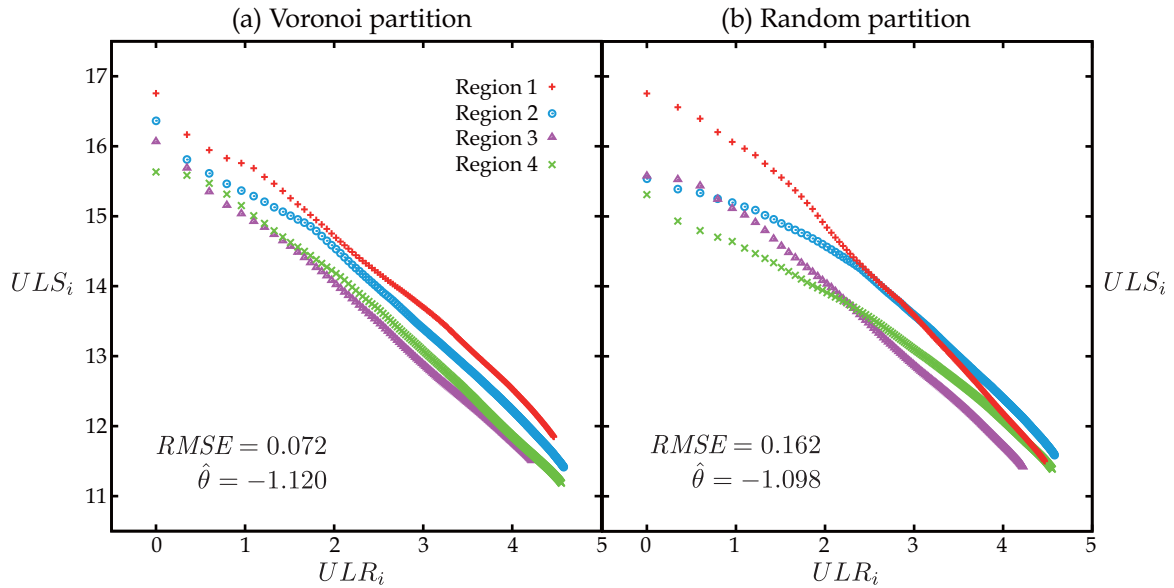 (a) Voronoi partition
(b) Random partition
17
16
15
14
13
12
11
ULS_i
Region 1
Region 2
Region 3
Region 4
RMSE = 0.072
θ̂ = −1.120
0 1 2 3 4 5
ULR_i
RMSE = 0.162
θ̂ = −1.098
0 1 2 3 4 5
ULR_i
ULS_i